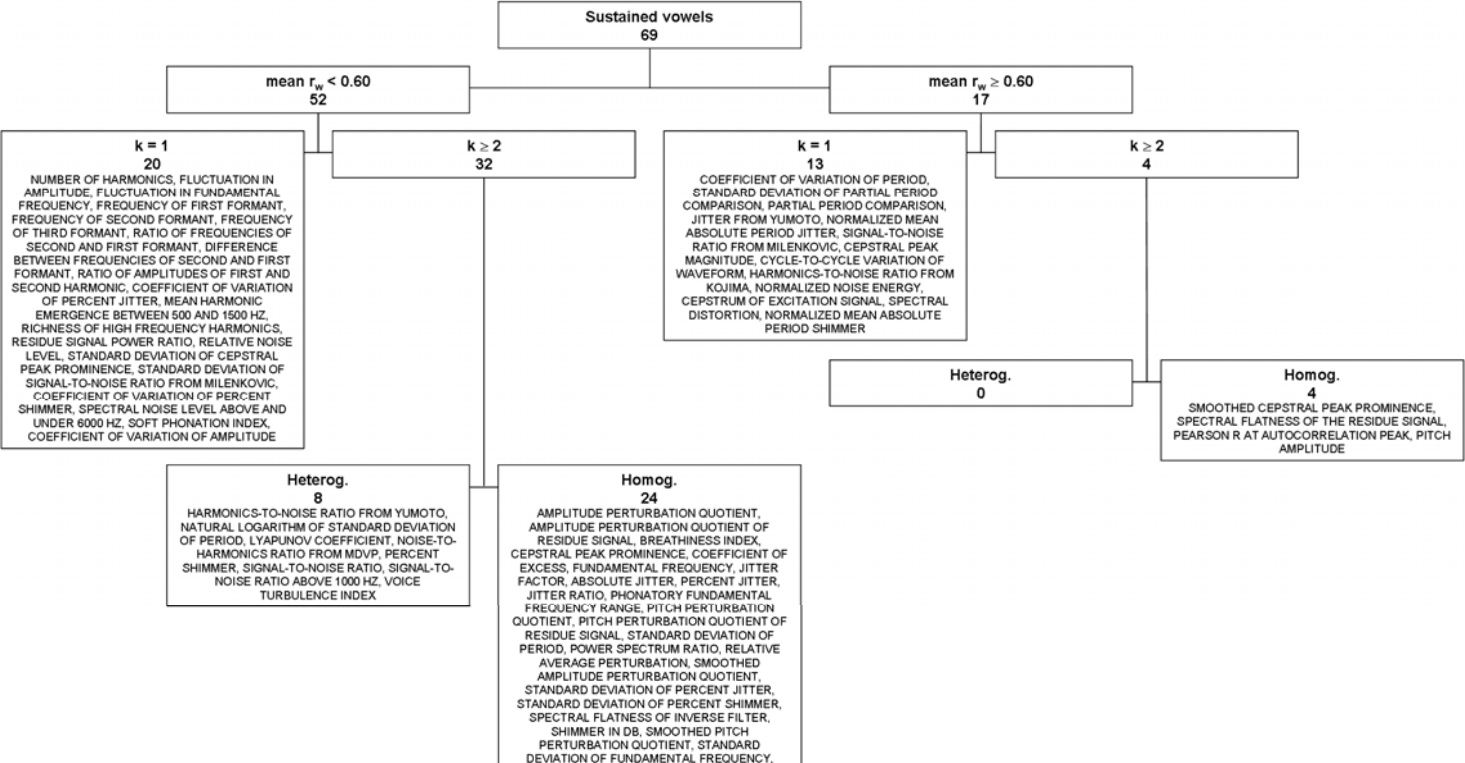 Sustained vowels
69
mean rw < 0.60
52
mean rw ≥ 0.60
17
k = 1
20
NUMBER OF HARMONICS, FLUCTUATION IN
AMPLITUDE, FLUCTUATION IN FUNDAMENTAL
FREQUENCY, FREQUENCY OF FIRST FORMANT,
FREQUENCY OF SECOND FORMANT, FREQUENCY
OF THIRD FORMANT, RATIO OF FREQUENCIES OF
SECOND AND FIRST FORMANT, DIFFERENCE
BETWEEN FREQUENCIES OF SECOND AND FIRST
FORMANT, RATIO OF AMPLITUDES OF FIRST AND
SECOND HARMONIC, COEFFICIENT OF VARIATION
OF PERCENT JITTER, MEAN HARMONIC
EMERGENCE BETWEEN 500 AND 1500 HZ,
RICHNESS OF HIGH FREQUENCY HARMONICS,
RESIDUE SIGNAL POWER RATIO, RELATIVE NOISE
LEVEL, STANDARD DEVIATION OF CEPSTRAL
PEAK PROMINENCE, STANDARD DEVIATION OF
SIGNAL-TO-NOISE RATIO FROM MILENKOVIC,
COEFFICIENT OF VARIATION OF PERCENT
SHIMMER, SPECTRAL NOISE LEVEL ABOVE AND
UNDER 6000 HZ, SOFT PHONATION INDEX,
COEFFICIENT OF VARIATION OF AMPLITUDE
k ≥ 2
32
k = 1
13
COEFFICIENT OF VARIATION OF PERIOD,
STANDARD DEVIATION OF PARTIAL PERIOD
COMPARISON, PARTIAL PERIOD COMPARISON,
JITTER FROM YUMOTO, NORMALIZED MEAN
ABSOLUTE PERIOD JITTER, SIGNAL-TO-NOISE
RATIO FROM MILENKOVIC, CEPSTRAL PEAK
MAGNITUDE, CYCLE-TO-CYCLE VARIATION OF
WAVEFORM, HARMONICS-TO-NOISE RATIO FROM
KOJIMA, NORMALIZED NOISE ENERGY,
CEPSTRUM OF EXCITATION SIGNAL, SPECTRAL
DISTORTION, NORMALIZED MEAN ABSOLUTE
PERIOD SHIMMER
k ≥ 2
4
Heterog.
0
Homog.
4
SMOOTHED CEPSTRAL PEAK PROMINENCE,
SPECTRAL FLATNESS OF THE RESIDUE SIGNAL,
PEARSON R AT AUTOCORRELATION PEAK, PITCH
AMPLITUDE
Heterog.
8
HARMONICS-TO-NOISE RATIO FROM YUMOTO,
NATURAL LOGARITHM OF STANDARD DEVIATION
OF PERIOD, LYAPUNOV COEFFICIENT, NOISE-TO-
HARMONICS RATIO FROM MDVP, PERCENT
SHIMMER, SIGNAL-TO-NOISE RATIO, SIGNAL-TO-
NOISE RATIO ABOVE 1000 HZ, VOICE
TURBULENCE INDEX
Homog.
24
AMPLITUDE PERTURBATION QUOTIENT,
AMPLITUDE PERTURBATION QUOTIENT OF
RESIDUE SIGNAL, BREATHINESS INDEX,
CEPSTRAL PEAK PROMINENCE, COEFFICIENT OF
EXCESS, FUNDAMENTAL FREQUENCY, JITTER
FACTOR, ABSOLUTE JITTER, PERCENT JITTER,
JITTER RATIO, PHONATORY FUNDAMENTAL
FREQUENCY RANGE, PITCH PERTURBATION
QUOTIENT, PITCH PERTURBATION QUOTIENT OF
RESIDUE SIGNAL, STANDARD DEVIATION OF
PERIOD, POWER SPECTRUM RATIO, RELATIVE
AVERAGE PERTURBATION, SMOOTHED
AMPLITUDE PERTURBATION QUOTIENT,
STANDARD DEVIATION OF PERCENT JITTER,
STANDARD DEVIATION OF PERCENT SHIMMER,
SPECTRAL FLATNESS OF INVERSE FILTER,
SHIMMER IN DB, SMOOTHED PITCH
PERTURBATION QUOTIENT, STANDARD
DEVIATION OF FUNDAMENTAL FREQUENCY,